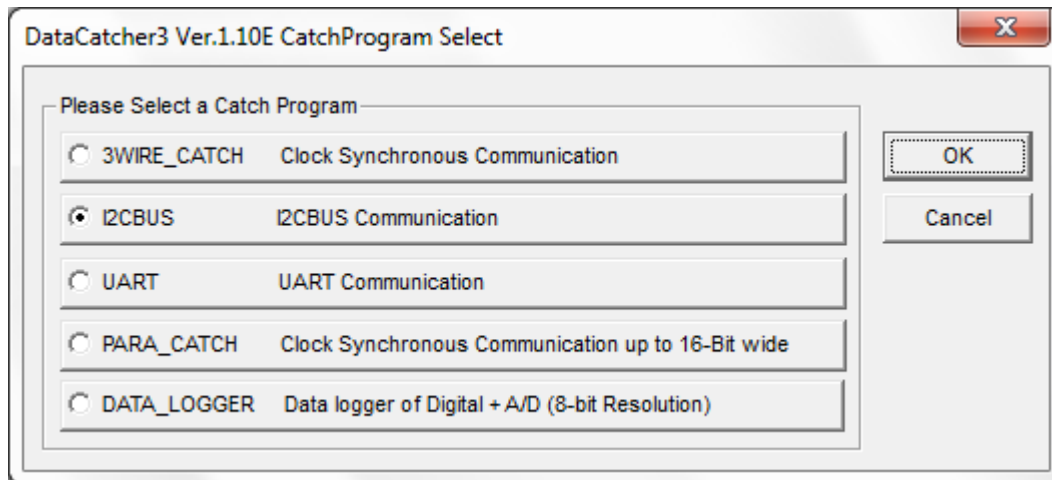 DataCatcher3 Ver.1.10E CatchProgram Select
Please Select a Catch Program
3WIRE_CATCH Clock Synchronous Communication
OK
I2CBUS I2CBUS Communication
Cancel
UART UART Communication
PARA_CATCH Clock Synchronous Communication up to 16-Bit wide
DATA_LOGGER Data logger of Digital + A/D (8-bit Resolution)